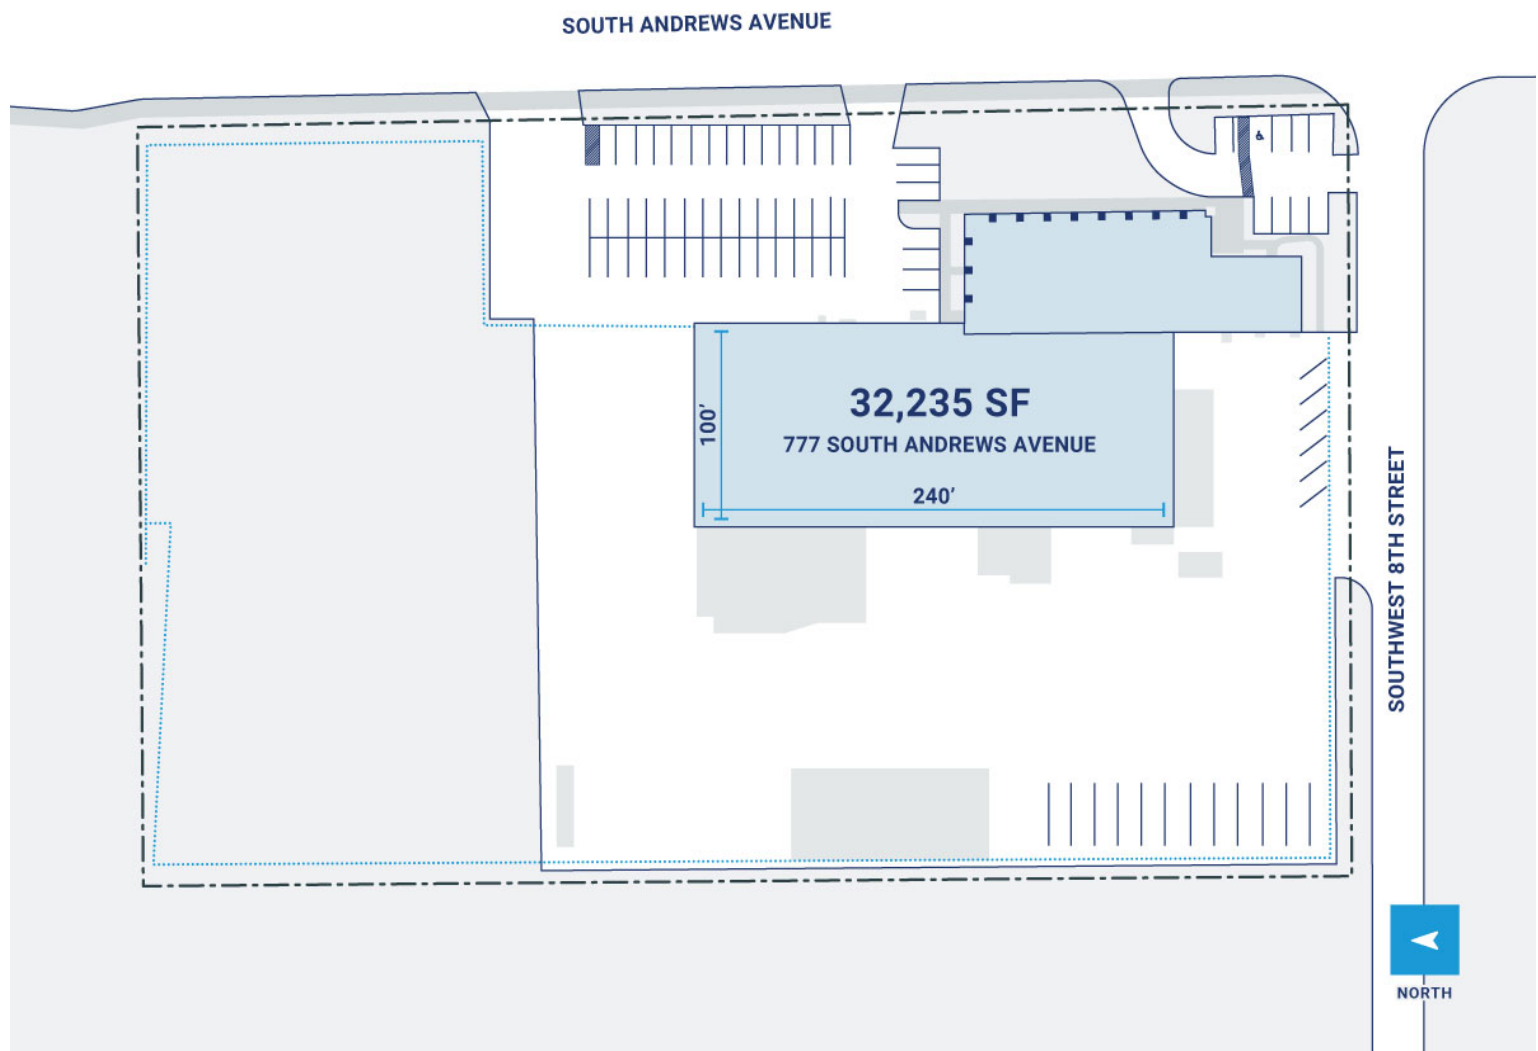 SOUTH ANDREWS AVENUE
32,235 SF
777 SOUTH ANDREWS AVENUE
100’
240’
SOUTHWEST 8TH STREET
NORTH